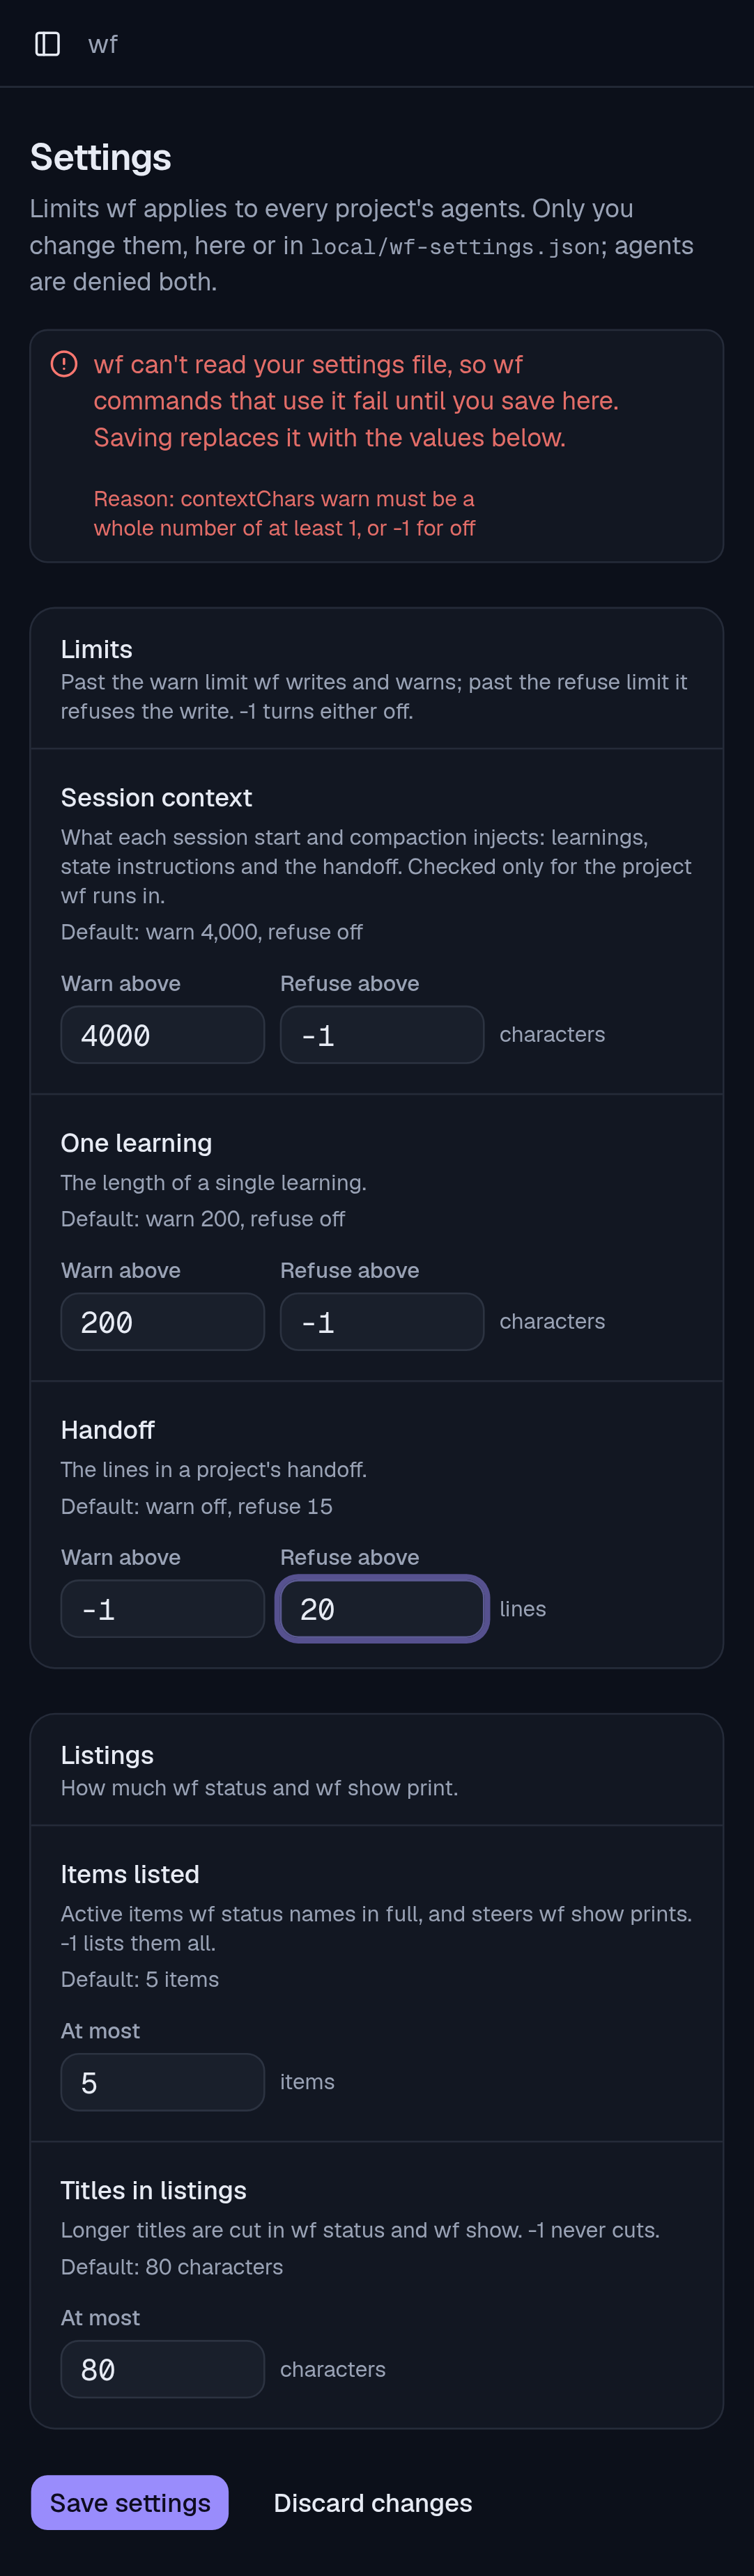 wf
Settings
Limits wf applies to every project's agents. Only you
change them, here or in local/wf-settings.json; agents
are denied both.
wf can't read your settings file, so wf
commands that use it fail until you save here.
Saving replaces it with the values below.
Reason: contextChars warn must be a
whole number of at least 1, or -1 for off
Limits
Past the warn limit wf writes and warns; past the refuse limit it
refuses the write. -1 turns either off.
Session context
What each session start and compaction injects: learnings,
state instructions and the handoff. Checked only for the project
wf runs in.
Default: warn 4,000, refuse off
Warn above Refuse above
4000 -1 characters
One learning
The length of a single learning.
Default: warn 200, refuse off
Warn above Refuse above
200 -1 characters
Handoff
The lines in a project's handoff.
Default: warn off, refuse 15
Warn above Refuse above
-1 20 lines
Listings
How much wf status and wf show print.
Items listed
Active items wf status names in full, and steers wf show prints.
-1 lists them all.
Default: 5 items
At most
5 items
Titles in listings
Longer titles are cut in wf status and wf show. -1 never cuts.
Default: 80 characters
At most
80 characters
Save settings Discard changes